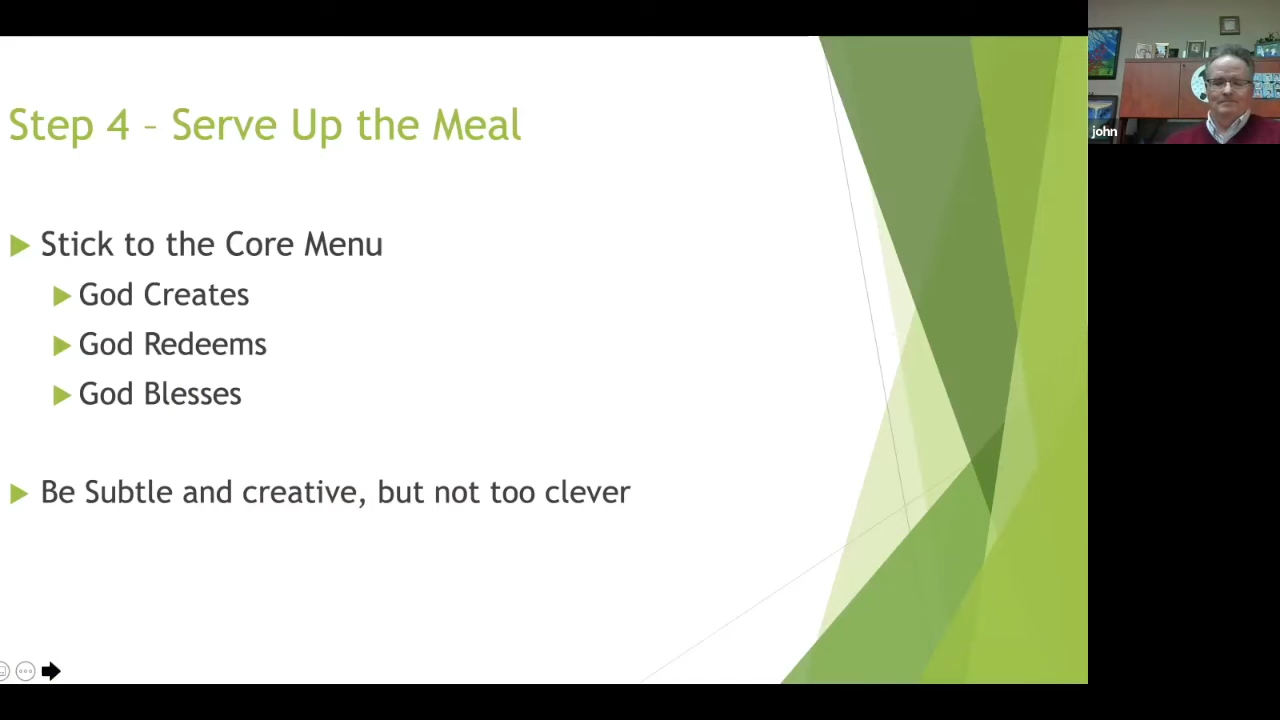 Step 4 – Serve Up the Meal
Stick to the Core Menu
God Creates
God Redeems
God Blesses
Be Subtle and creative, but not too clever
john